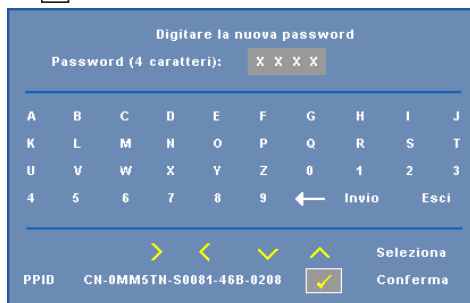 Digitare la nuova password
Password (4 caratteri): X X X X
A B C D E F G H I J
K L M N O P Q R S T
U V W X Y Z 0 1 2 3
4 5 6 7 8 9 Invio Esci
Seleziona
PPID CN-0MM5TN-S0081-46B-0208 Conferma